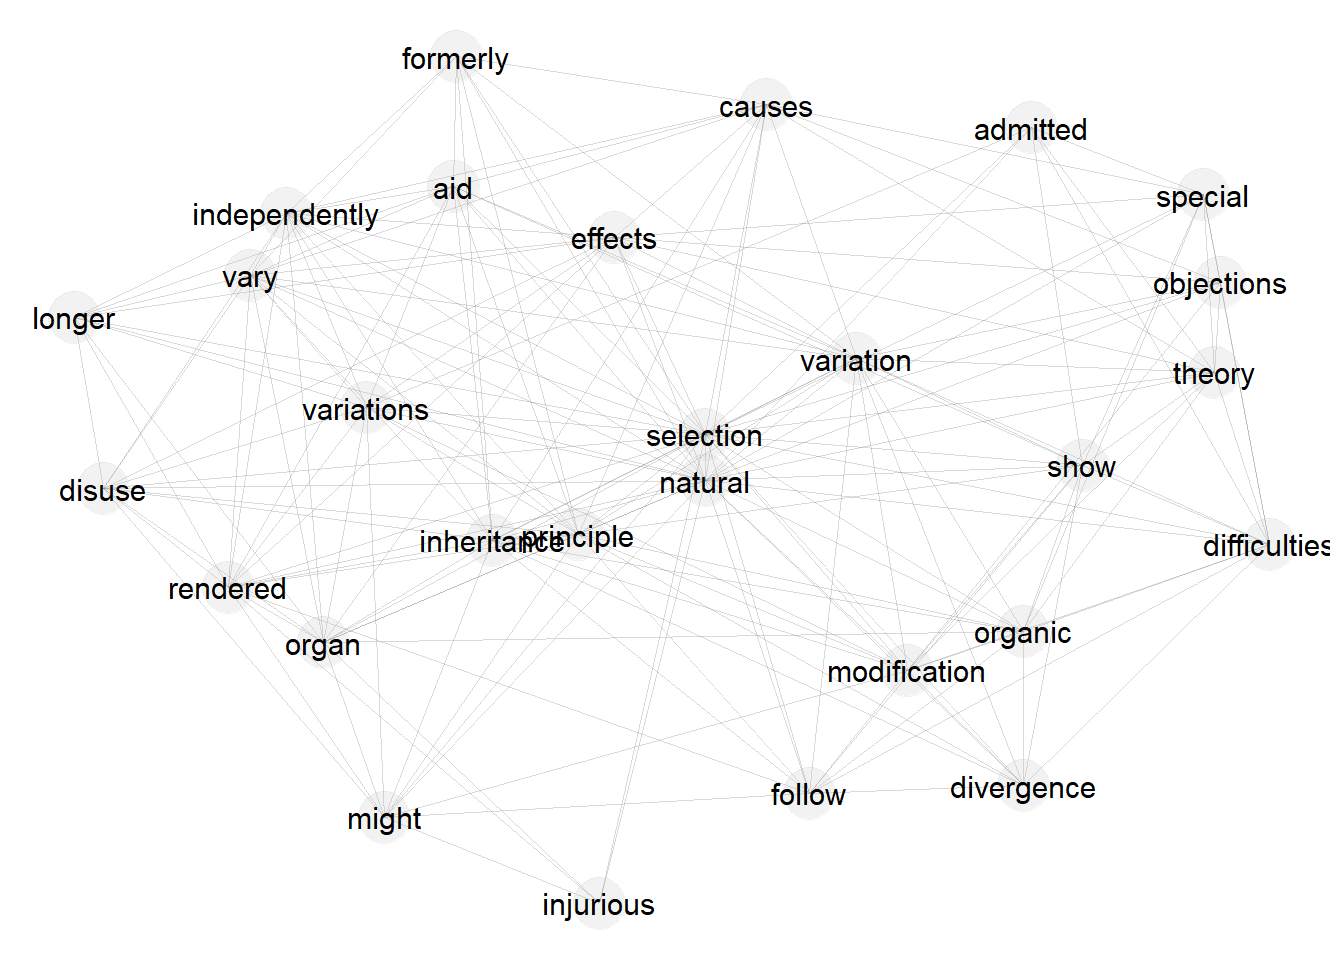 formerly
causes
admitted
aid
special
independently
effects
vary
objections
longer
variation
theory
variations
selection
show
natural
disuse
inheritance
principle
difficulties
rendered
organic
organ
modification
divergence
follow
might
injurious